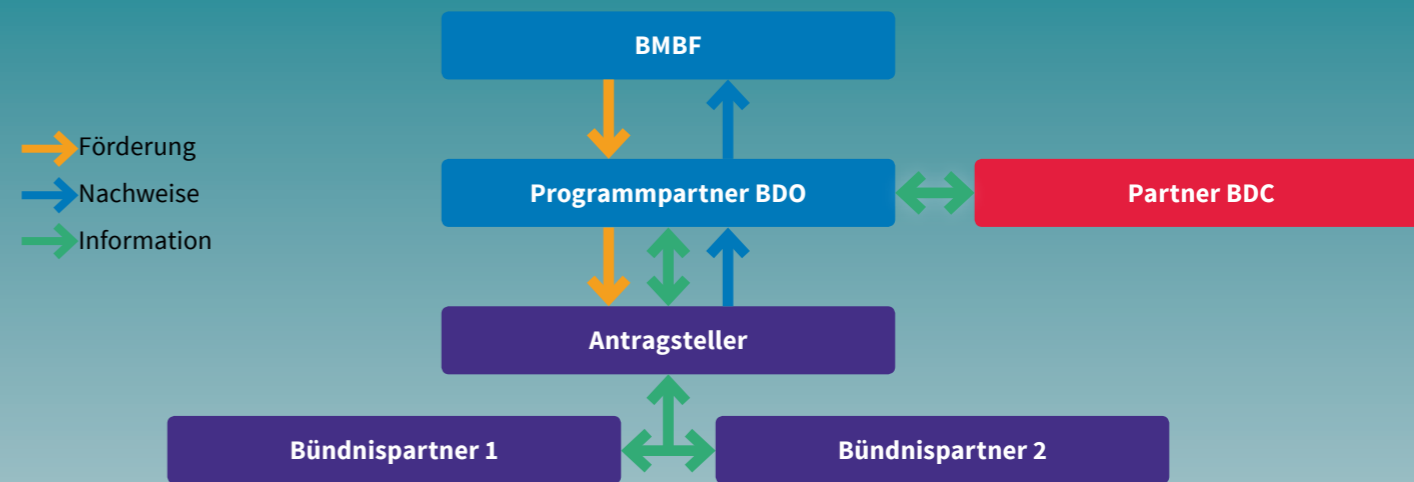 BMBF
Förderung
Nachweise
Information
Programmpartner BDO
Partner BDC
Antragsteller
Bündnispartner 1
Bündnispartner 2